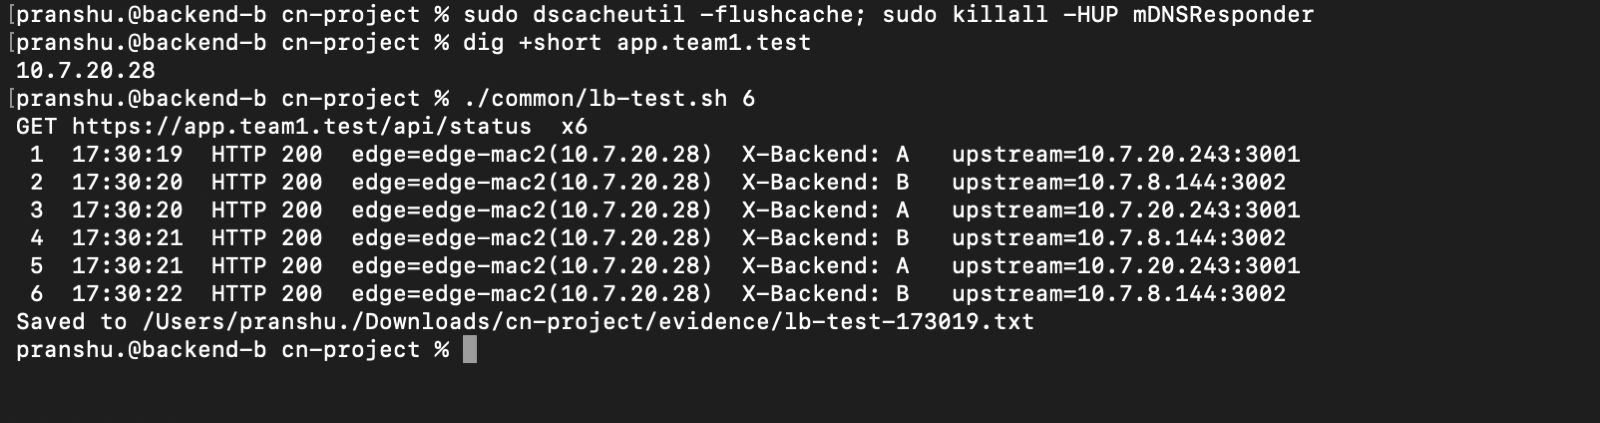 [pranshu.@backend-b cn-project % sudo dscacheutil -flushcache; sudo killall -HUP mDNSResponder
[pranshu.@backend-b cn-project % dig +short app.team1.test
10.7.20.28
[pranshu.@backend-b cn-project % ./common/lb-test.sh 6
GET https://app.team1.test/api/status  x6
 1  17:30:19  HTTP 200  edge=edge-mac2(10.7.20.28)  X-Backend: A   upstream=10.7.20.243:3001
 2  17:30:20  HTTP 200  edge=edge-mac2(10.7.20.28)  X-Backend: B   upstream=10.7.8.144:3002
 3  17:30:20  HTTP 200  edge=edge-mac2(10.7.20.28)  X-Backend: A   upstream=10.7.20.243:3001
 4  17:30:21  HTTP 200  edge=edge-mac2(10.7.20.28)  X-Backend: B   upstream=10.7.8.144:3002
 5  17:30:21  HTTP 200  edge=edge-mac2(10.7.20.28)  X-Backend: A   upstream=10.7.20.243:3001
 6  17:30:22  HTTP 200  edge=edge-mac2(10.7.20.28)  X-Backend: B   upstream=10.7.8.144:3002
Saved to /Users/pranshu./Downloads/cn-project/evidence/lb-test-173019.txt
pranshu.@backend-b cn-project %